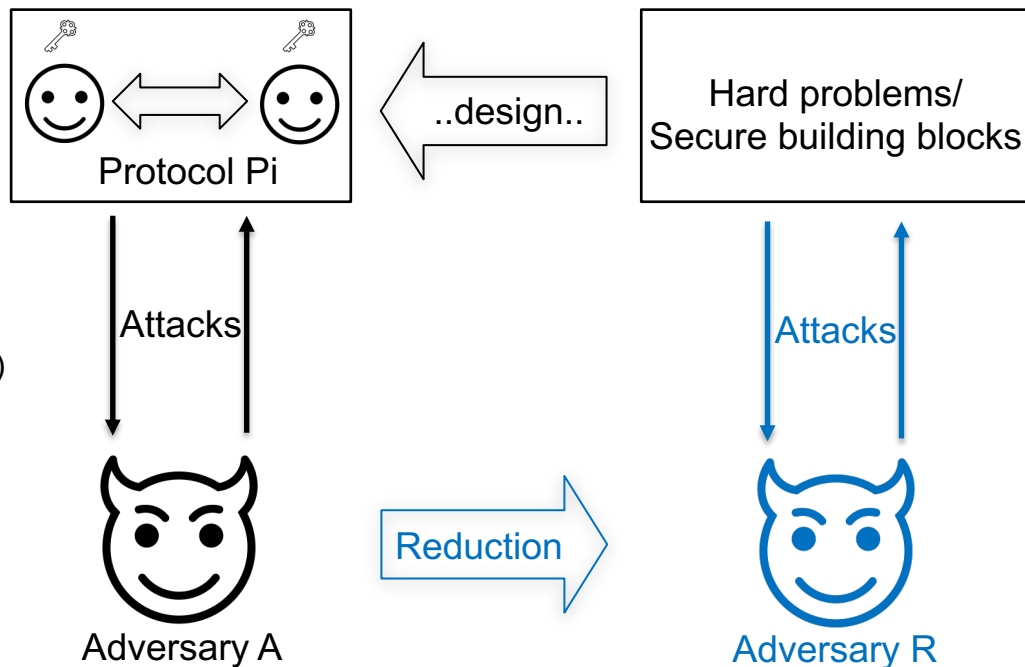 Protocol Pi
..design..
Hard problems/
Secure building blocks
Attacks
Attacks
)
Reduction
Adversary A
Adversary R